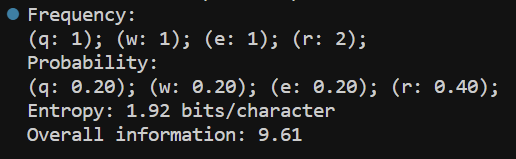 Frequency:
(q: 1); (w: 1); (e: 1); (r: 2);
Probability:
(q: 0.20); (w: 0.20); (e: 0.20); (r: 0.40);
Entropy: 1.92 bits/character
Overall information: 9.61